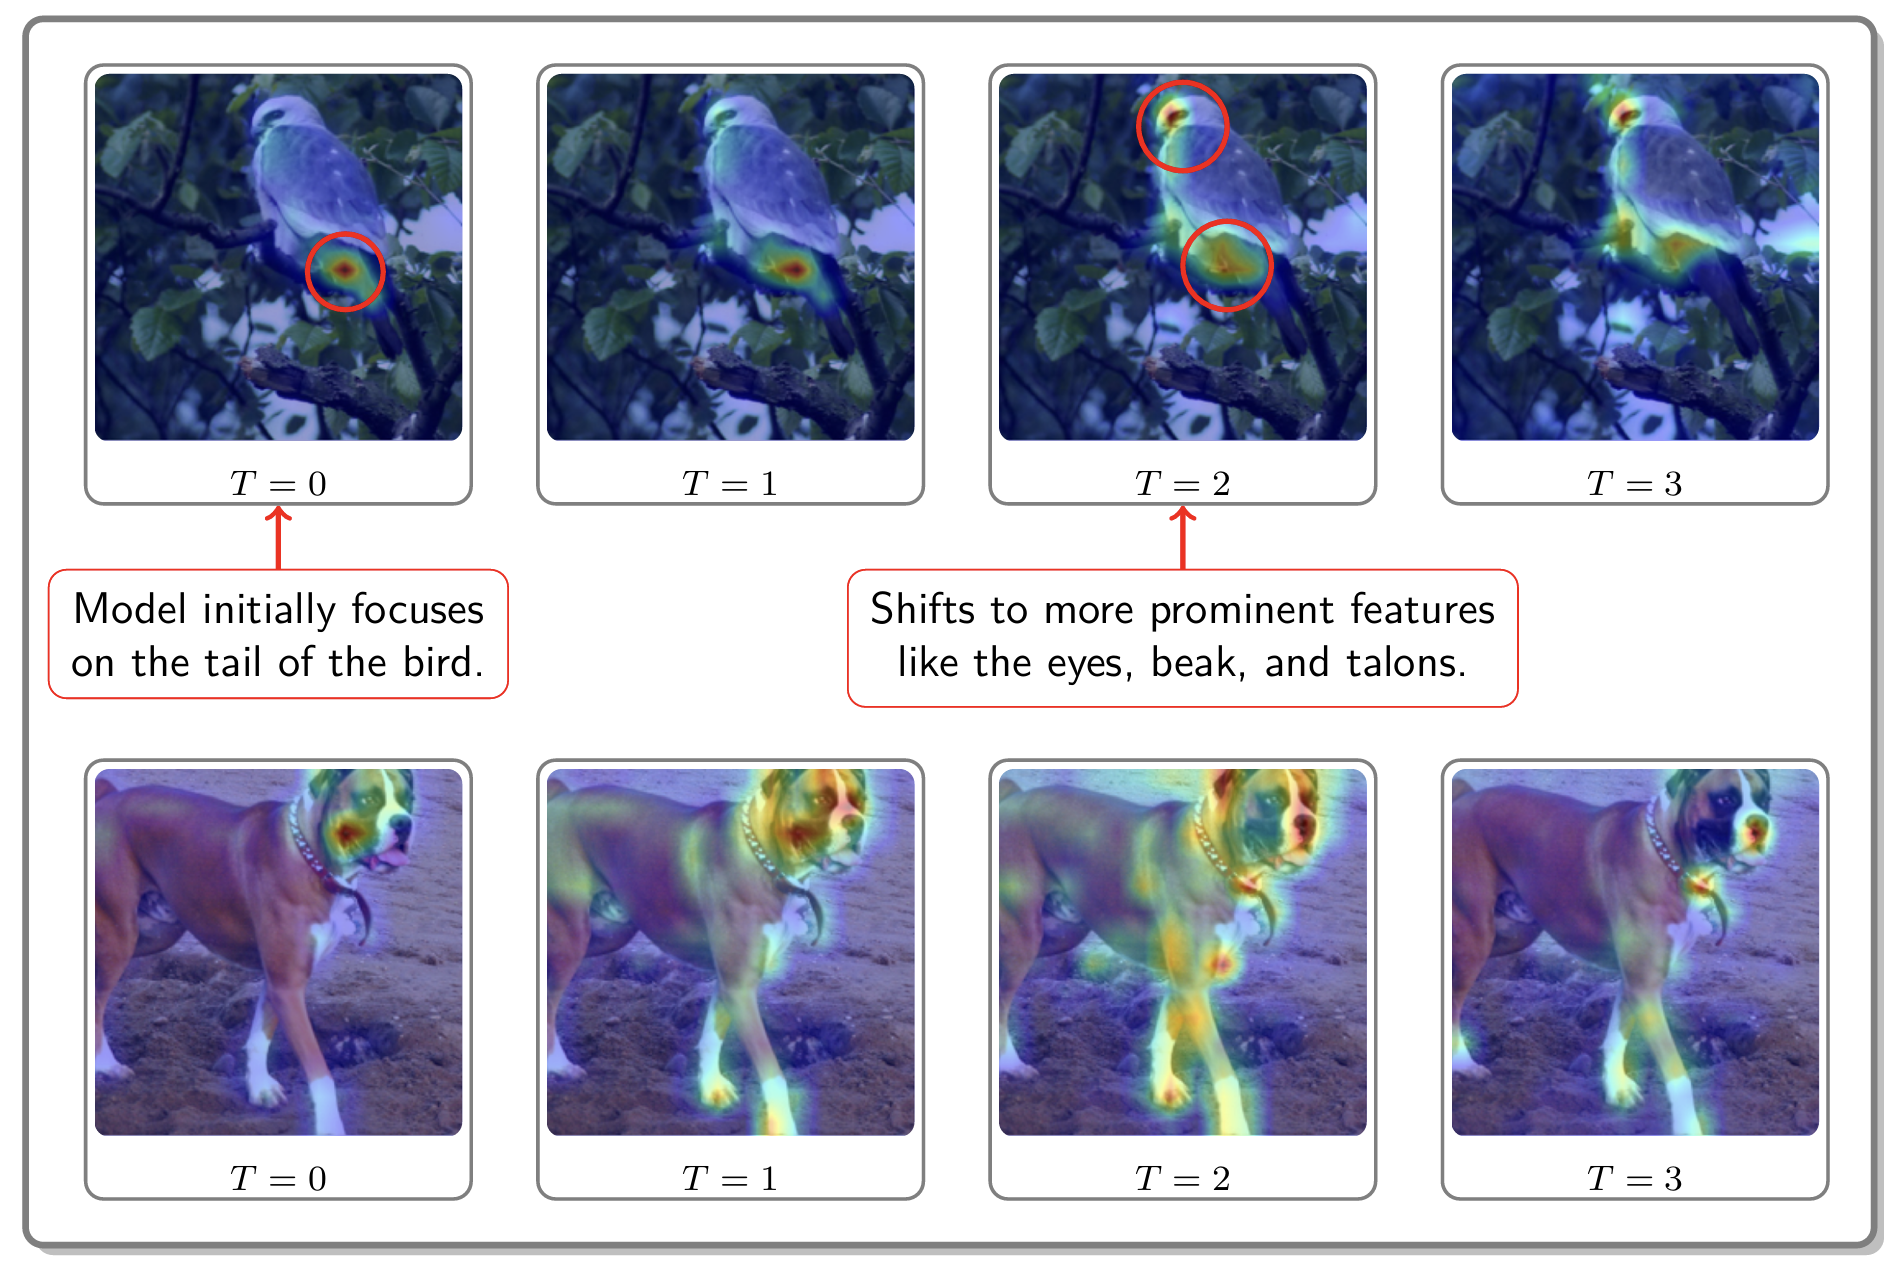 T = 0
T = 1
T = 2
T = 3
Model initially focuses
on the tail of the bird.
Shifts to more prominent features
like the eyes, beak, and talons.
T = 0
T = 1
T = 2
T = 3